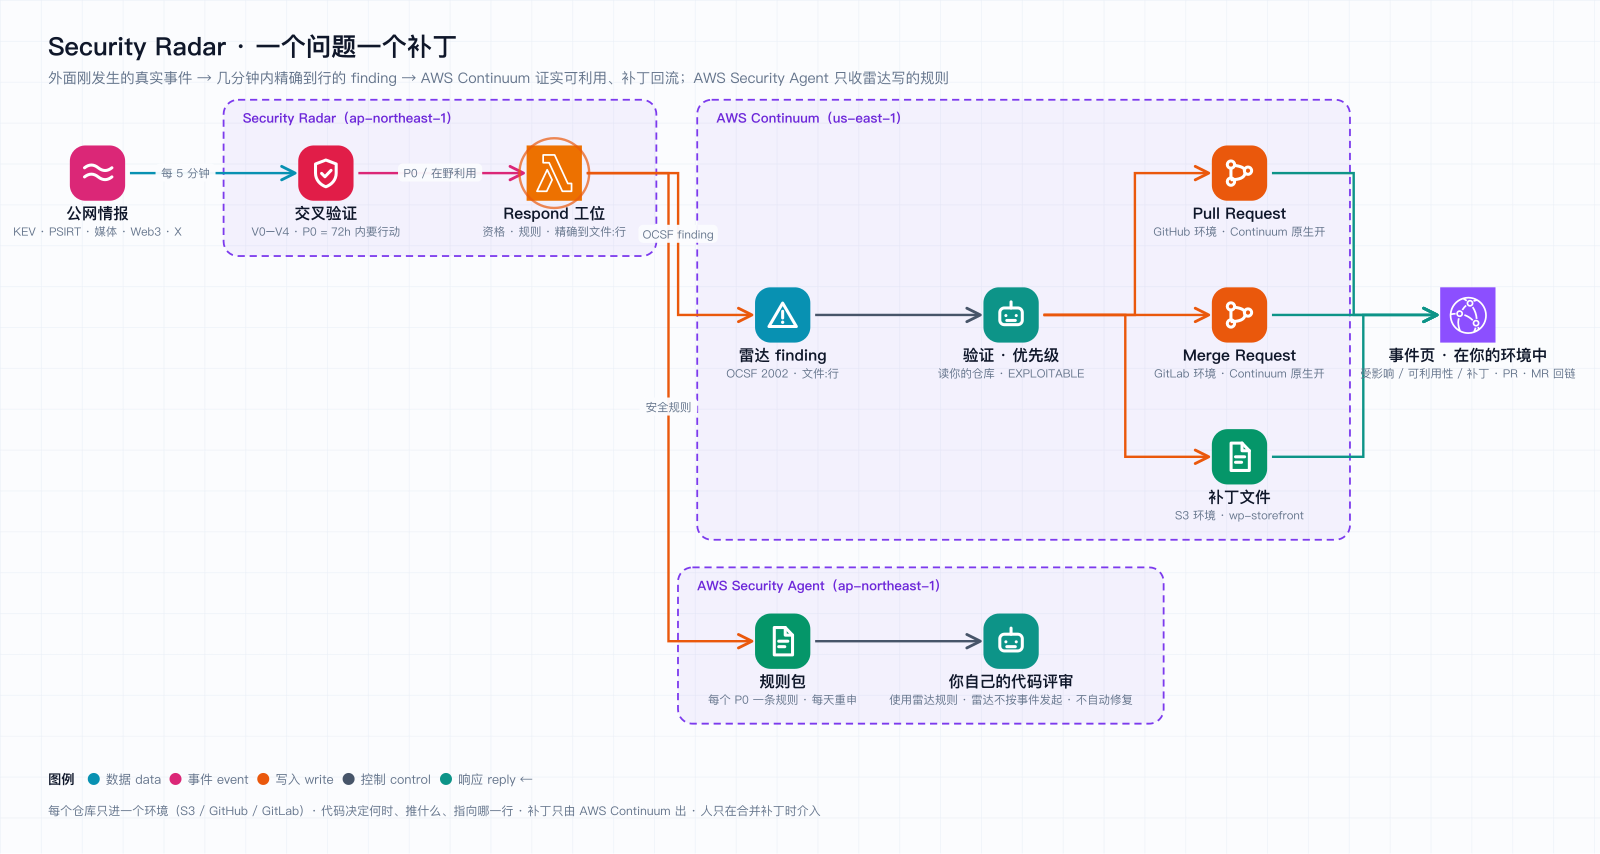 Security Radar · 一个问题一个补丁
外面刚发生的真实事件 → 几分钟内精确到行的 finding → AWS Continuum 证实可利用、补丁回流；AWS Security Agent 只收雷达写的规则
Security Radar（ap-northeast-1）
AWS Continuum（us-east-1）
每 5 分钟
P0 / 在野利用
公网情报
KEV · PSIRT · 媒体 · Web3 · X
交叉验证
V0–V4 · P0 = 72h 内要行动
Respond 工位
资格 · 规则 · 精确到文件:行
OCSF finding
Pull Request
GitHub 环境 · Continuum 原生开
雷达 finding
OCSF 2002 · 文件:行
验证 · 优先级
读你的仓库 · EXPLOITABLE
Merge Request
GitLab 环境 · Continuum 原生开
事件页 · 在你的环境中
受影响 / 可利用性 / 补丁 · PR · MR 回链
安全规则
补丁文件
S3 环境 · wp-storefront
AWS Security Agent（ap-northeast-1）
规则包
每个 P0 一条规则 · 每天重申
你自己的代码评审
使用雷达规则 · 雷达不按事件发起 · 不自动修复
图例 数据 data 事件 event 写入 write 控制 control 响应 reply ←
每个仓库只进一个环境（S3 / GitHub / GitLab）· 代码决定何时、推什么、指向哪一行 · 补丁只由 AWS Continuum 出 · 人只在合并补丁时介入